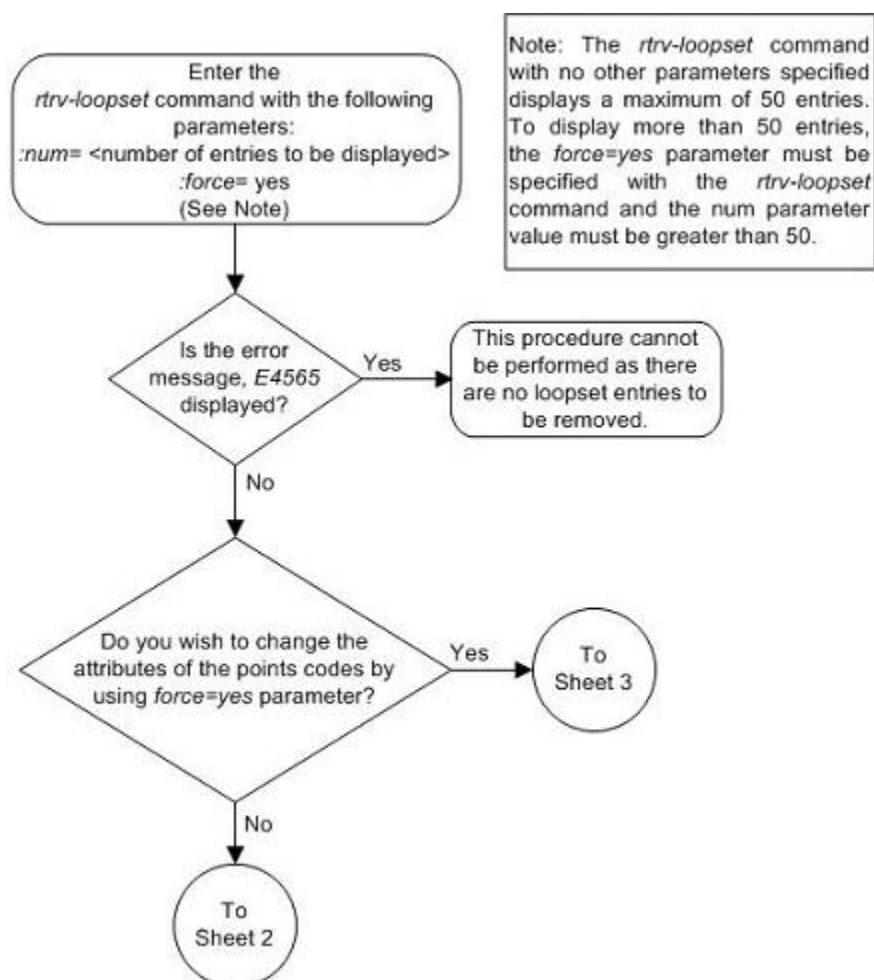 Enter the
rtrv-loopset command with the following
parameters:
:num= <number of entries to be displayed>
:force= yes
(See Note)
Note: The rtrv-loopset command
with no other parameters specified
displays a maximum of 50 entries.
To display more than 50 entries,
the force=yes parameter must be
specified with the rtrv-loopset
command and the num parameter
value must be greater than 50.
Is the error
message, E4565
displayed?
Yes
This procedure cannot
be performed as there
are no loopset entries to
be removed.
No
Do you wish to change the
attributes of the points codes by
using force=yes parameter?
Yes
To
Sheet 3
No
To
Sheet 2